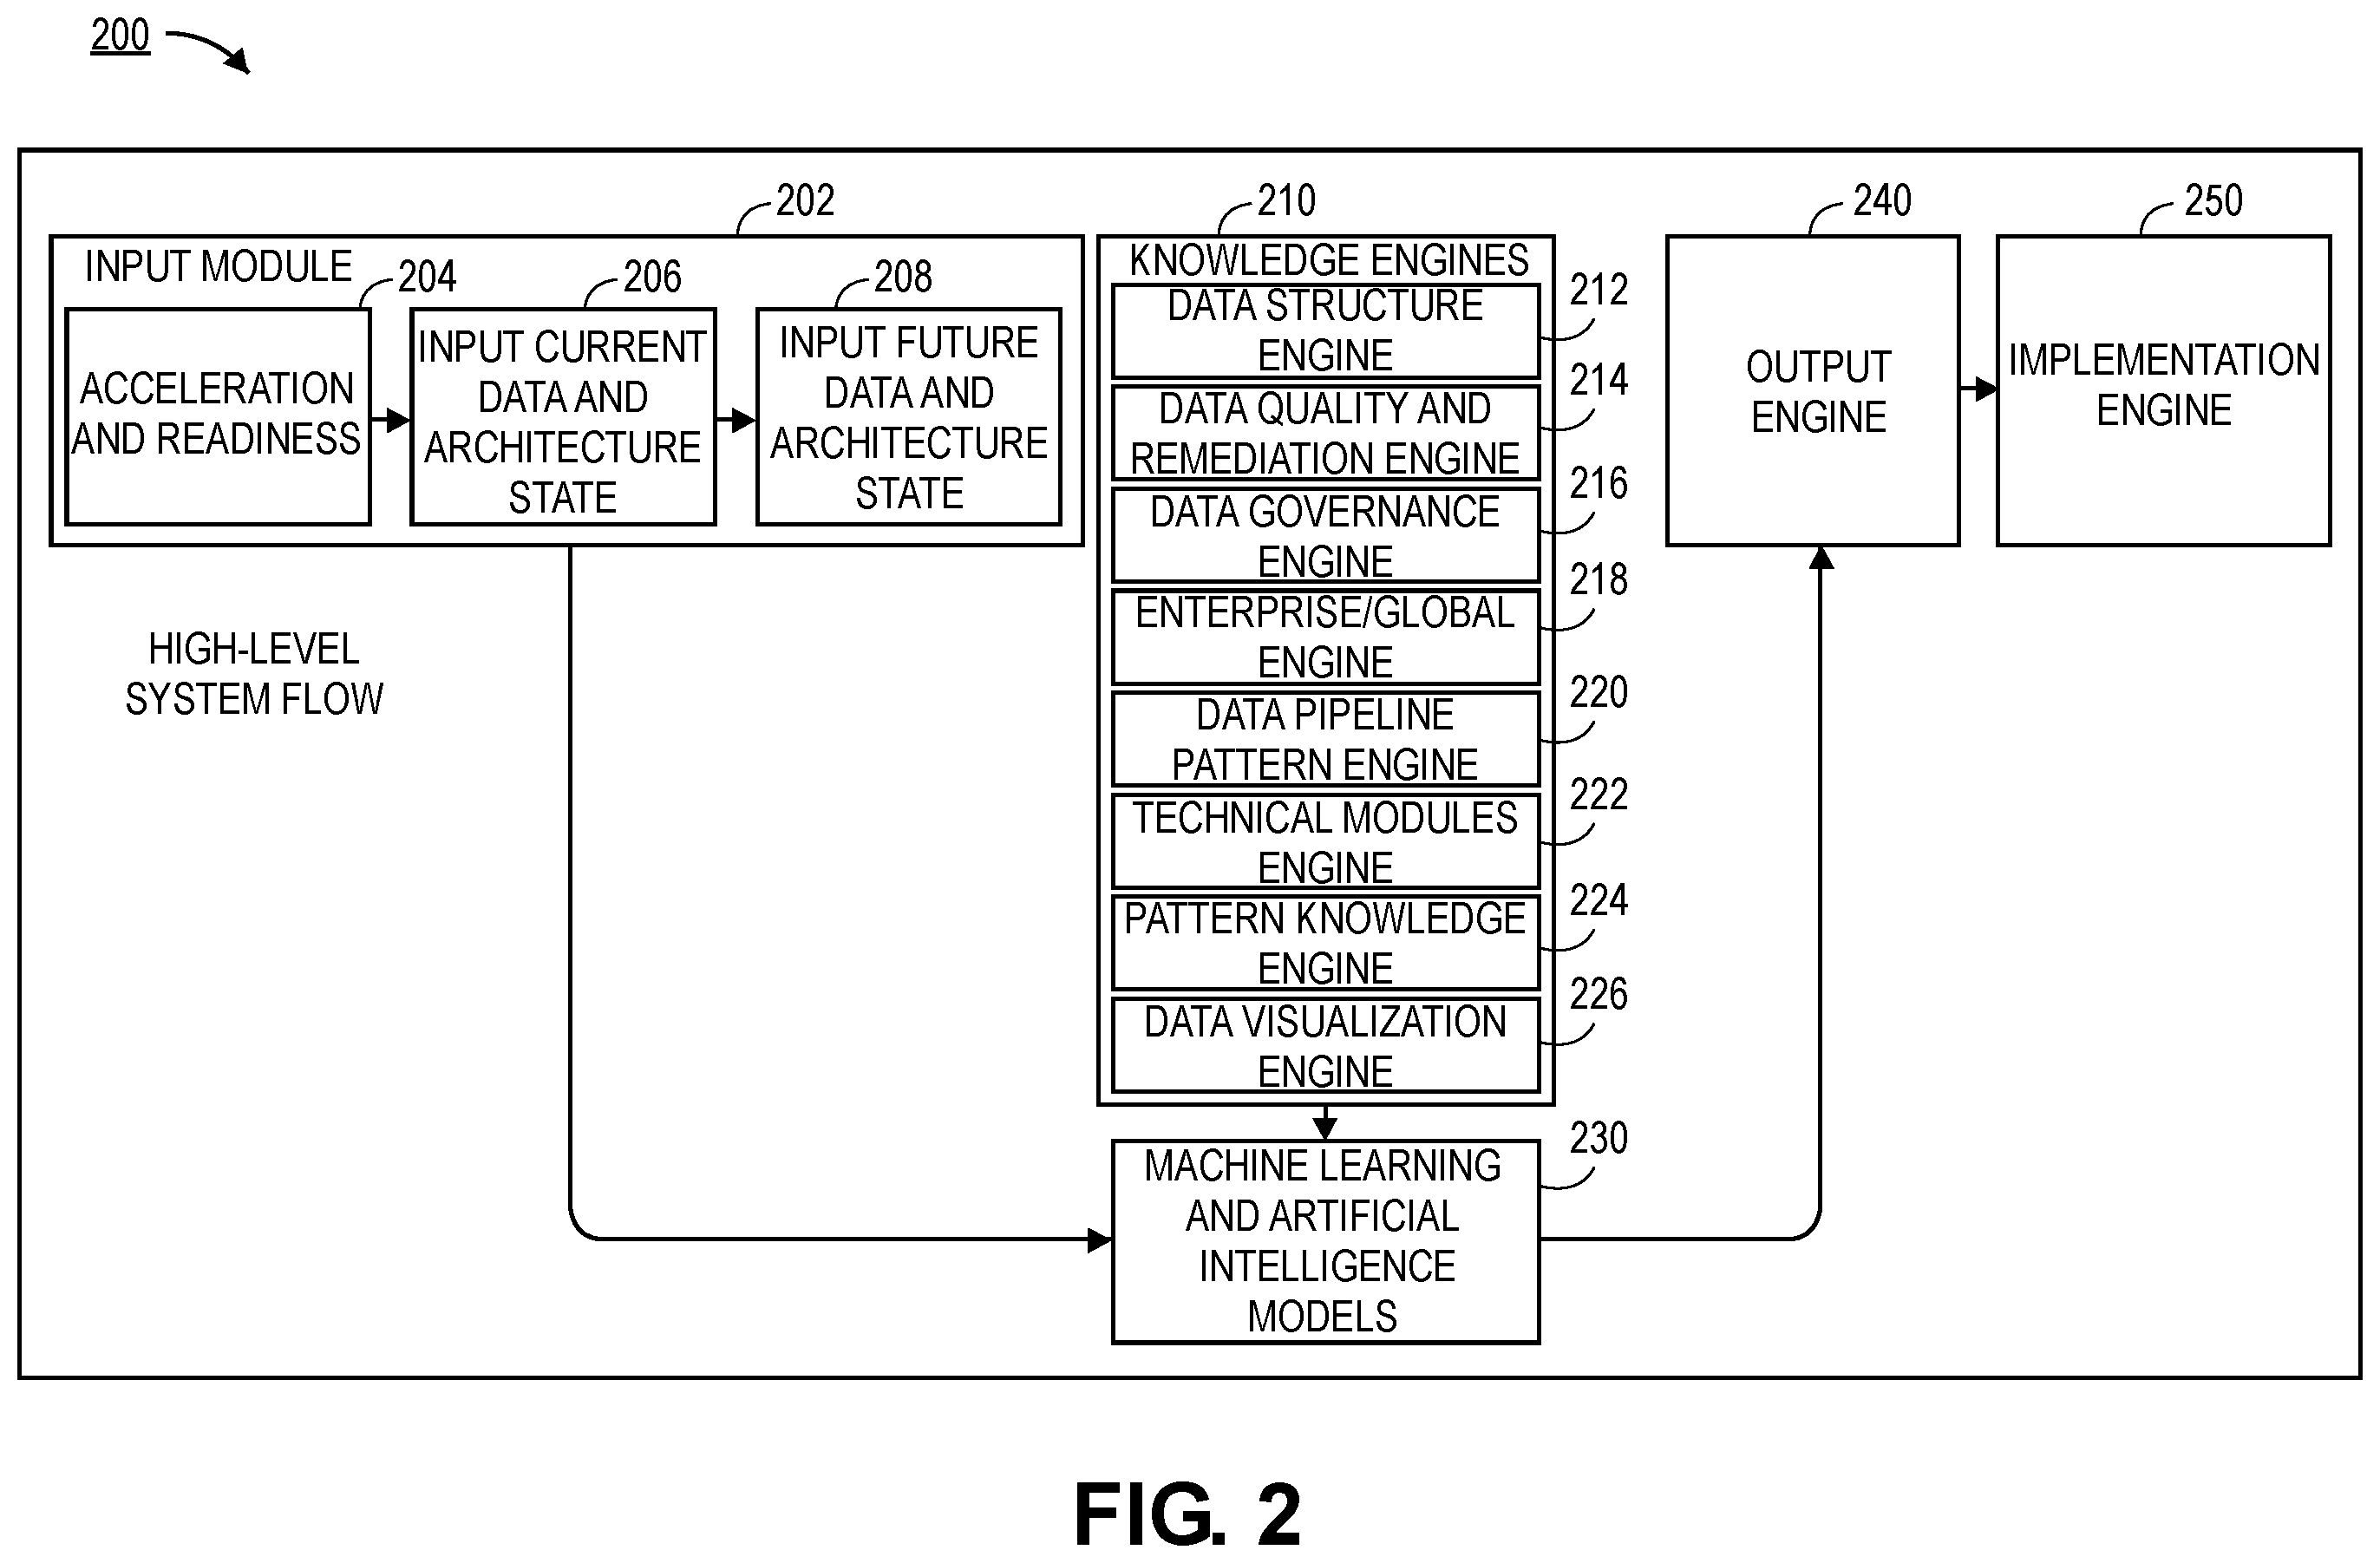 200
202
INPUT MODULE
204
ACCELERATION
AND READINESS
206
INPUT CURRENT
DATA AND
ARCHITECTURE
STATE
208
INPUT FUTURE
DATA AND
ARCHITECTURE
STATE
HIGH-LEVEL
SYSTEM FLOW
210
KNOWLEDGE ENGINES
212
DATA STRUCTURE
ENGINE
214
DATA QUALITY AND
REMEDIATION ENGINE
216
DATA GOVERNANCE
ENGINE
218
ENTERPRISE/GLOBAL
ENGINE
220
DATA PIPELINE
PATTERN ENGINE
222
TECHNICAL MODULES
ENGINE
224
PATTERN KNOWLEDGE
ENGINE
226
DATA VISUALIZATION
ENGINE
230
MACHINE LEARNING
AND ARTIFICIAL
INTELLIGENCE
MODELS
240
OUTPUT
ENGINE
250
IMPLEMENTATION
ENGINE
FIG. 2